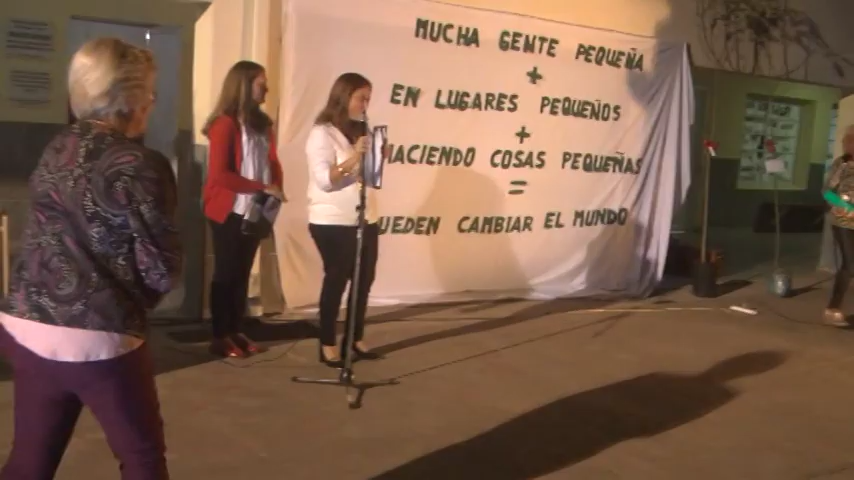 MUCHA GENTE PEQUEÑA
+
EN LUGARES PEQUEÑOS
+
ACIENDO COSAS PEQUEÑAS
=
UEDEN CAMBIAR EL MUNDO